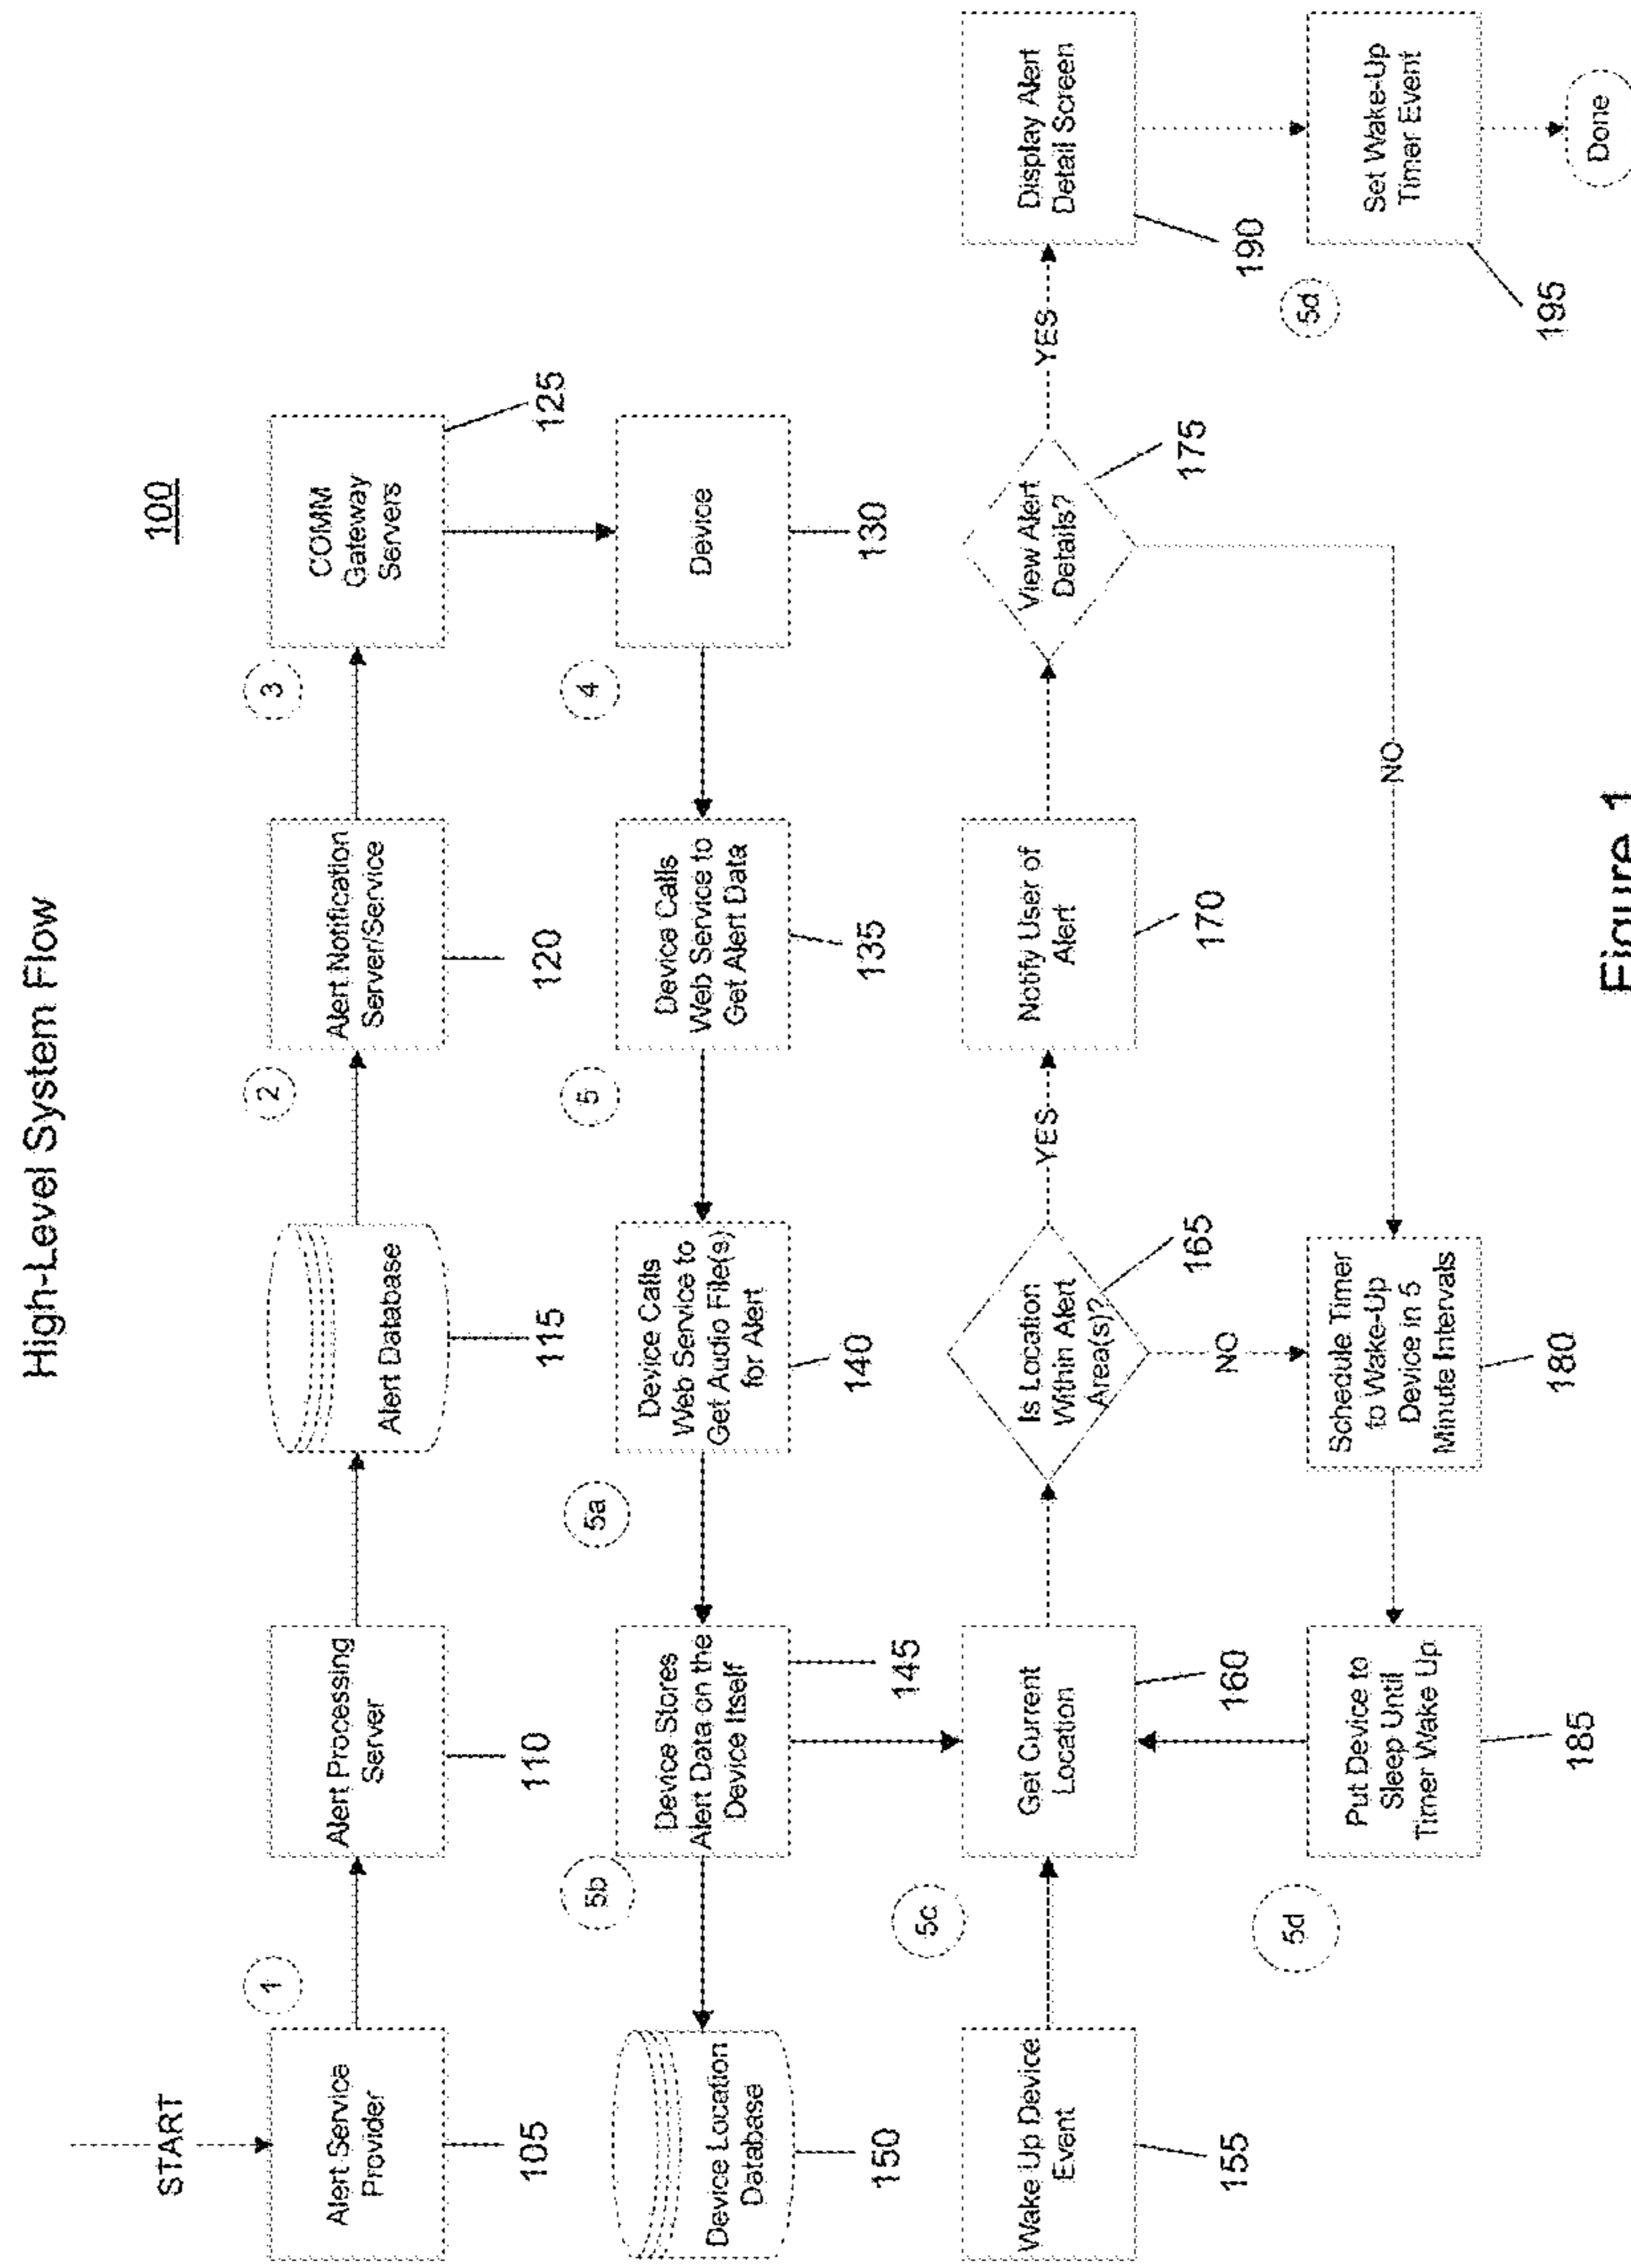 High-Level System Flow
100
START
Alert Service
Provider
105
1
Alert Processing
Server
110
Alert Database
115
2
Alert Notification
Server/Service
120
3
COMM
Gateway
Servers
125
Device
130
4
Device Calls
Web Service to
Get Alert Data
135
5
Device Calls
Web Service to
Get Audio File(s)
for Alert
140
5a
Device Stores
Alert Data on the
Device Itself
145
5b
Device Location
Database
150
Wake Up Device
Event
155
5c
Get Current
Location
160
Is Location
Within Alert
Area(s)?
165
YES
Notify User of
Alert
170
View Alert
Details?
175
YES
Display Alert
Detail Screen
190
NO
NO
Schedule Timer
to Wake-Up
Device in 5
Minute Intervals
180
Put Device to
Sleep Until
Timer Wake Up
185
5d
5d
Set Wake-Up
Timer Event
195
Done
Figure 1